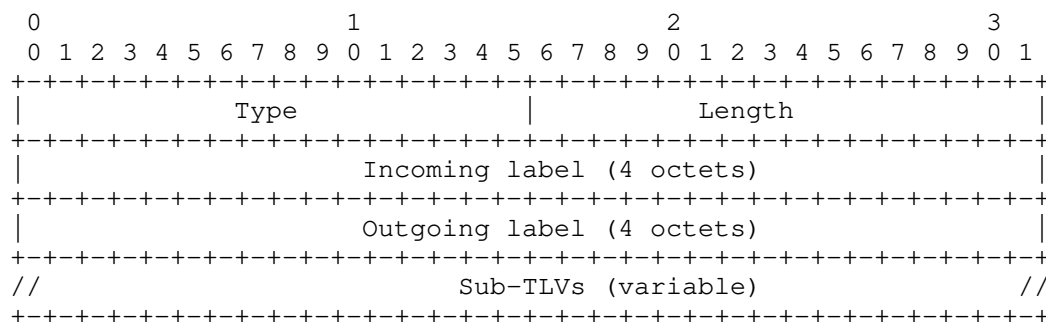 0                   1                   2                   3
 0 1 2 3 4 5 6 7 8 9 0 1 2 3 4 5 6 7 8 9 0 1 2 3 4 5 6 7 8 9 0 1
+-+-+-+-+-+-+-+-+-+-+-+-+-+-+-+-+-+-+-+-+-+-+-+-+-+-+-+-+-+-+-+-+
|             Type              |          Length               |
+-+-+-+-+-+-+-+-+-+-+-+-+-+-+-+-+-+-+-+-+-+-+-+-+-+-+-+-+-+-+-+-+
|                     Incoming label (4 octets)                 |
+-+-+-+-+-+-+-+-+-+-+-+-+-+-+-+-+-+-+-+-+-+-+-+-+-+-+-+-+-+-+-+-+
|                     Outgoing label (4 octets)                 |
+-+-+-+-+-+-+-+-+-+-+-+-+-+-+-+-+-+-+-+-+-+-+-+-+-+-+-+-+-+-+-+-+
//                          Sub-TLVs (variable)                //
+-+-+-+-+-+-+-+-+-+-+-+-+-+-+-+-+-+-+-+-+-+-+-+-+-+-+-+-+-+-+-+-+